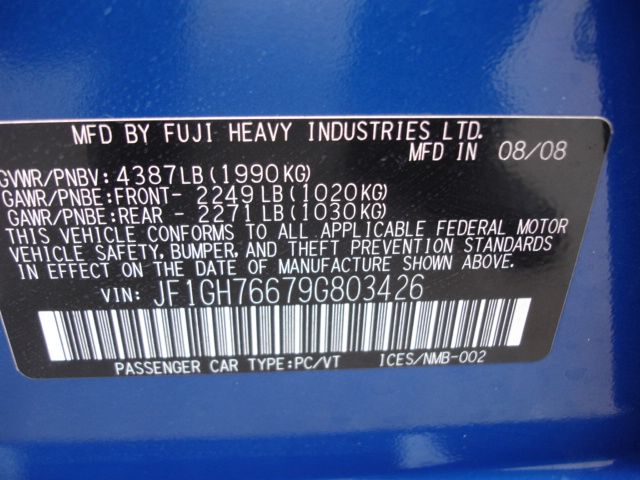 MFD BY FUJI HEAVY INDUSTRIES LTD.
MFD IN 08/08
GVWR/PNBV: 4387LB(1990KG)
GAWR/PNBE:FRONT- 2249LB(1020KG)
GAWR/PNBE:REAR - 2271LB(1030KG)
THIS VEHICLE CONFORMS TO ALL APPLICABLE FEDERAL MOTOR
VEHICLE SAFETY, BUMPER, AND THEFT PREVENTION STANDARDS
IN EFFECT ON THE DATE OF MANUFACTURE SHOWN ABOVE.
VIN: JF1GH76679G803426
PASSENGER CAR TYPE:PC/VT ICES/NMB-002